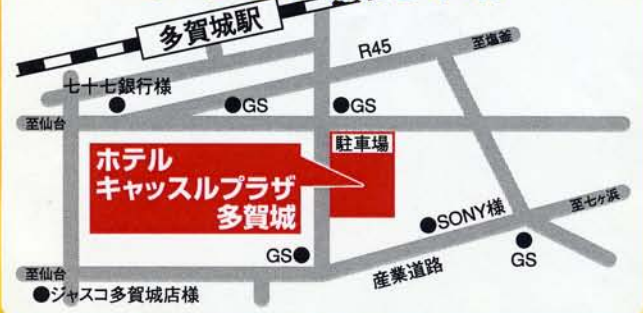 多賀城駅
R45
至塩釜
七十七銀行様
GS
GS
至仙台
駐車場
ホテル
キャッスルプラザ
多賀城
SONY様
至七ヶ浜
GS
GS
産業道路
至仙台
ジャスコ多賀城店様